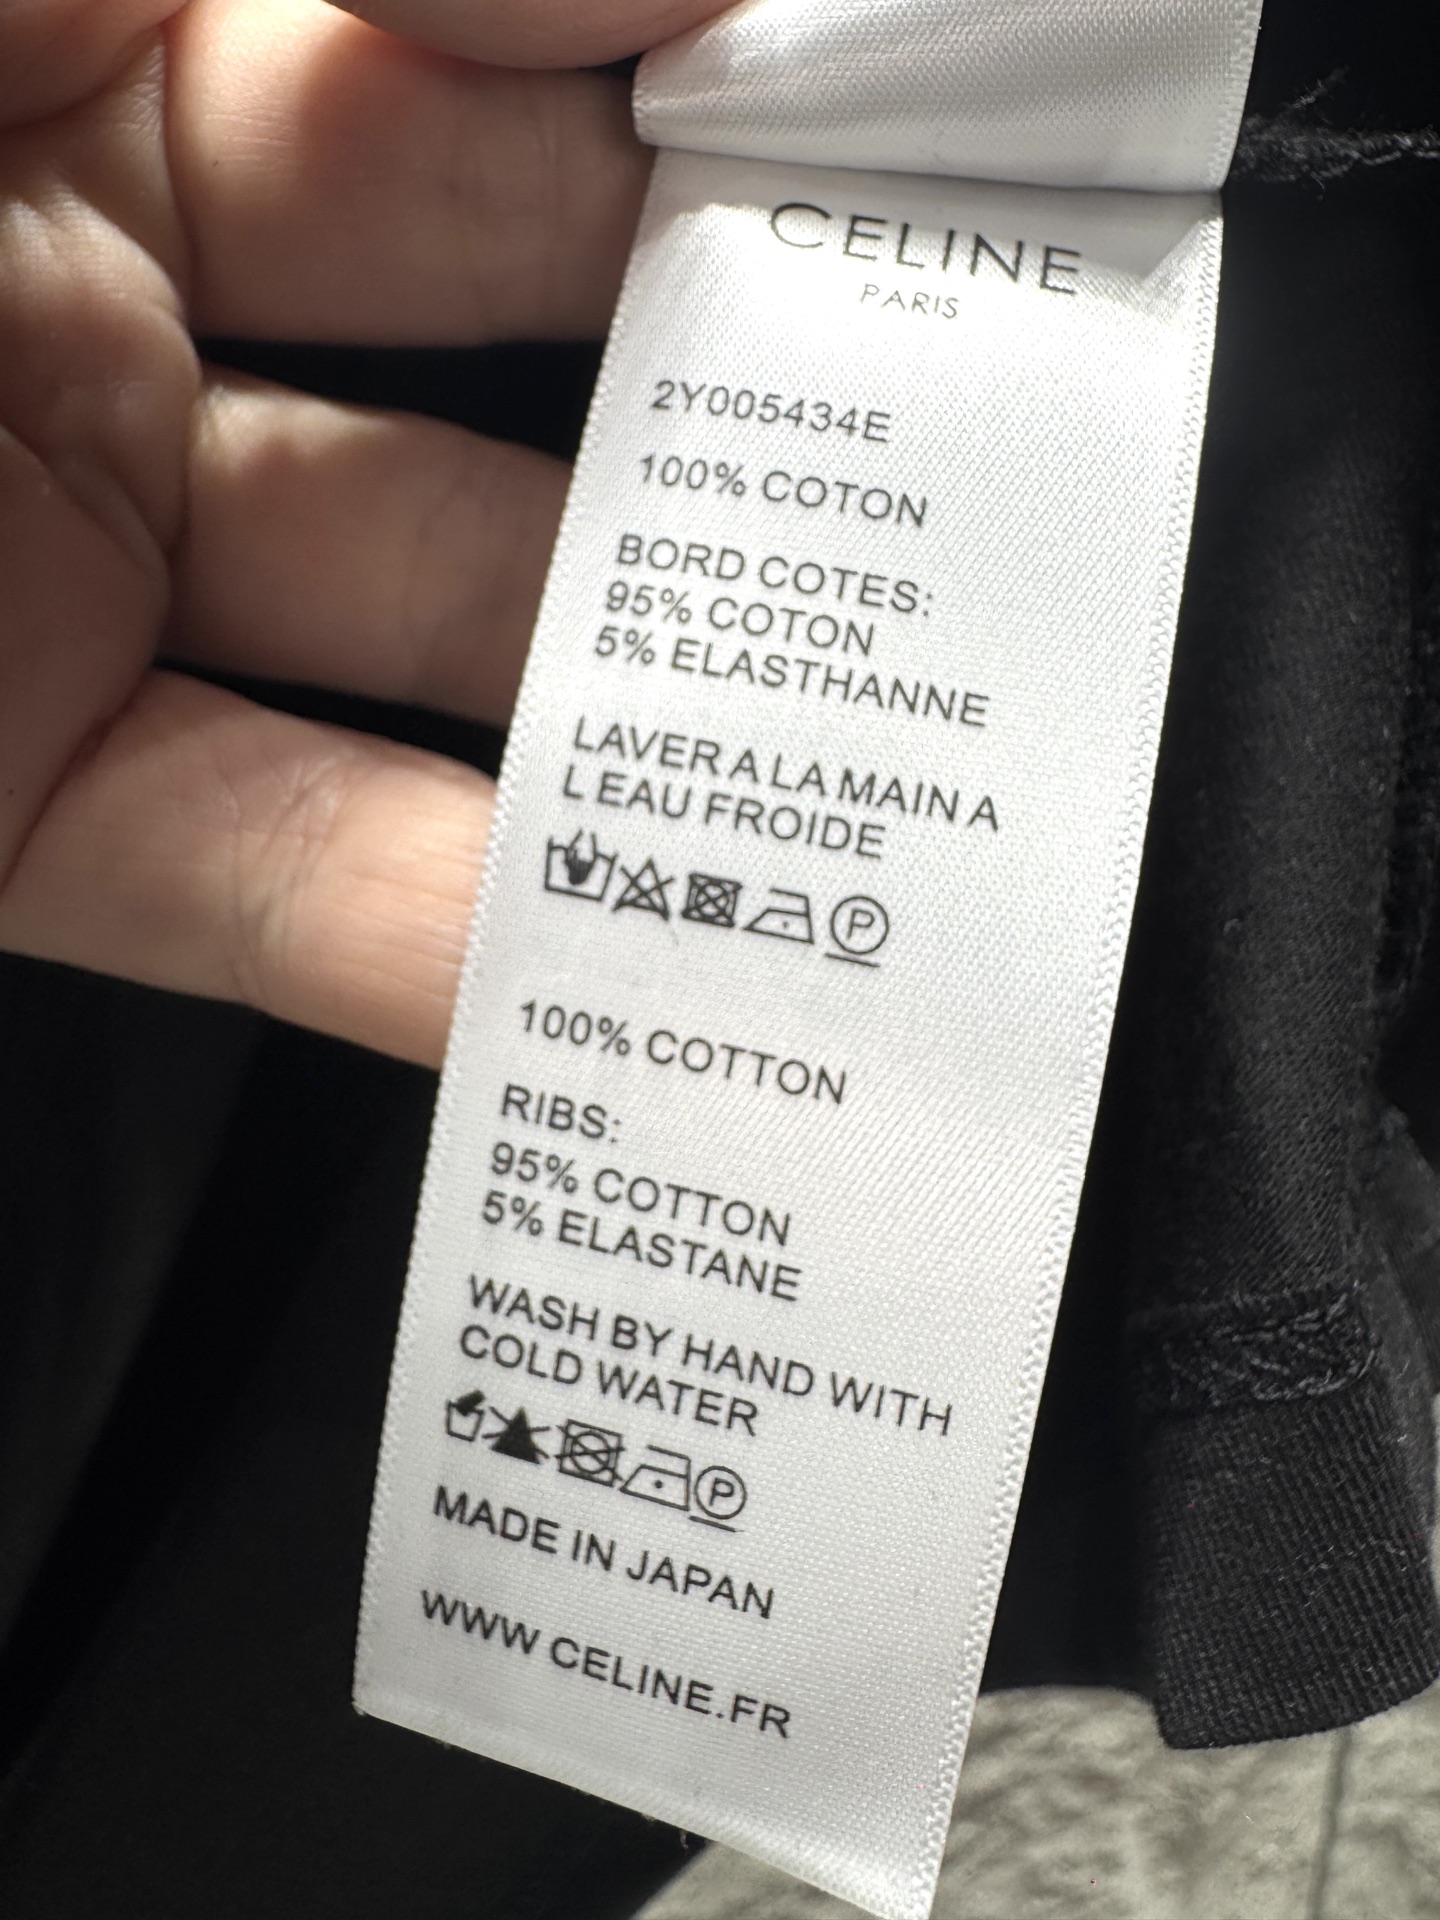 CELINE
PARIS
2Y005434E
100% COTON
BORD COTES:
95% COTON
5% ELASTHANNE
LAVER A LA MAIN A
L EAU FROIDE
P
100% COTTON
RIBS:
95% COTTON
5% ELASTANE
WASH BY HAND WITH
COLD WATER
P
MADE IN JAPAN
WWW CELINE.FR